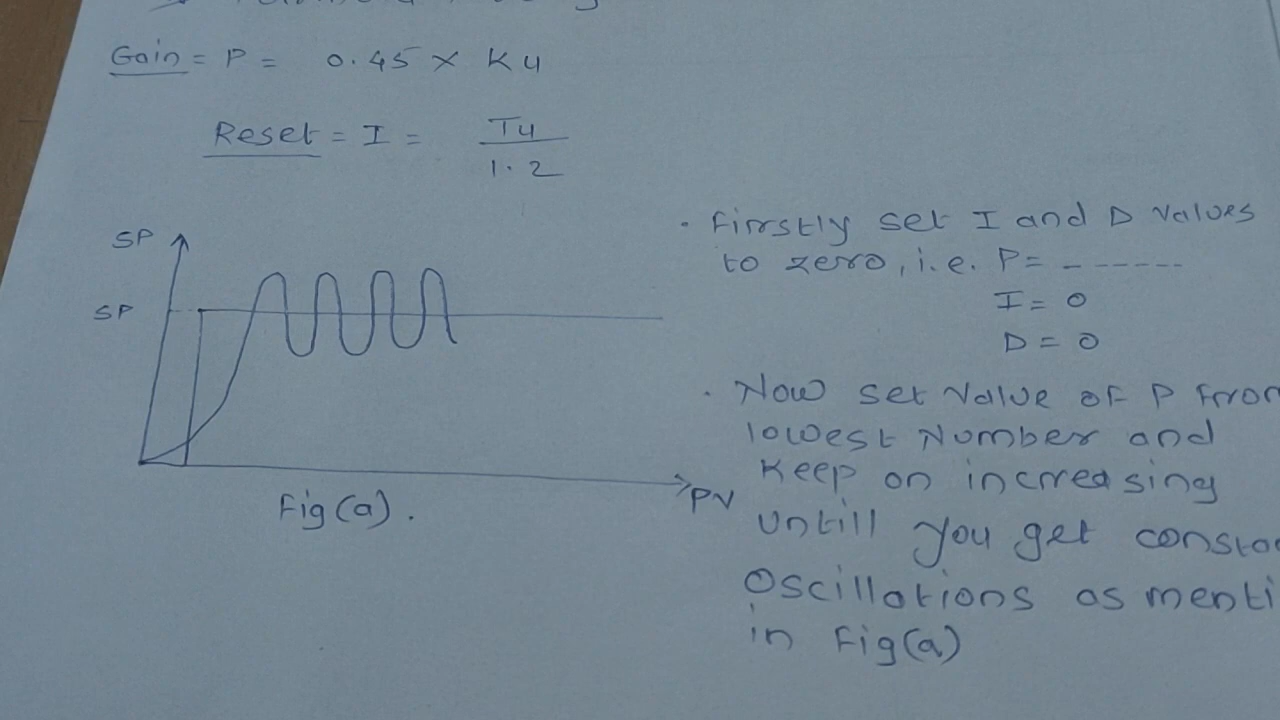 Gain = P = 0.45 × Ku
Reset = I = Tu
1.2
SP
SP
PV
Fig (a).
• Firstly set I and D values
to zero, i.e. P= - ------
I = 0
D = 0
• Now set value of P from
lowest Number and
Keep on increasing
untill you get consta
oscillations as menti
in Fig(a)